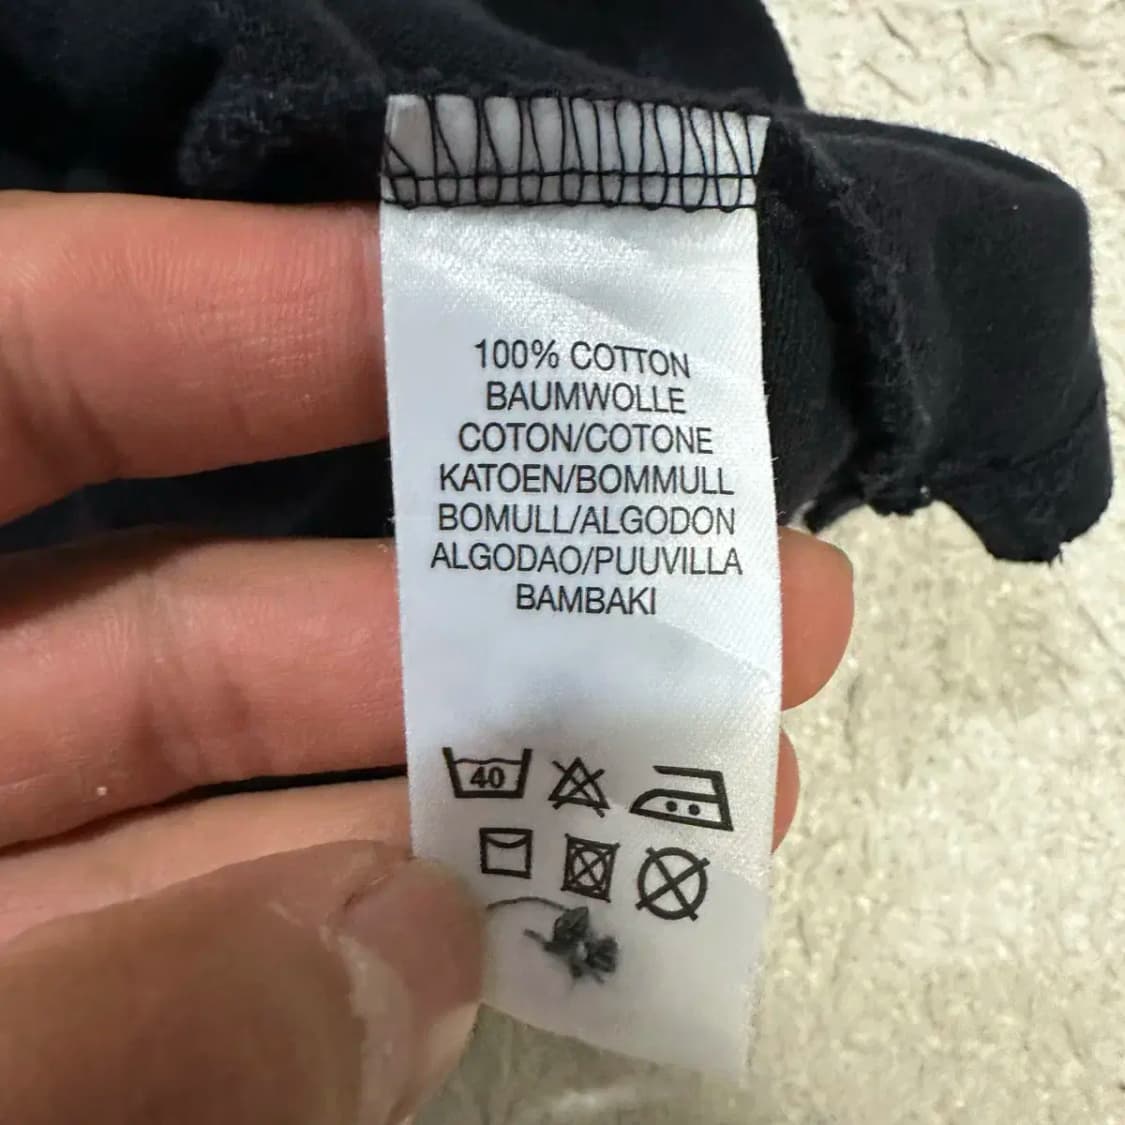 100% COTTON
BAUMWOLLE
COTON/COTONE
KATOEN/BOMMULL
BOMULL/ALGODON
ALGODAO/PUUVILLA
BAMBAKI
40